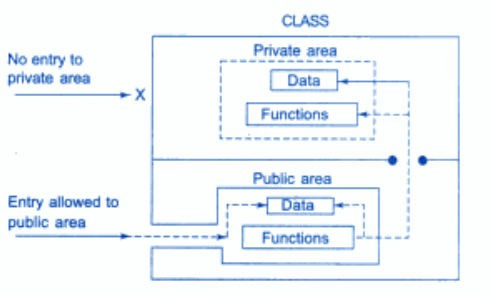 CLASS
Private area
No entry to
private area
X
Data
Functions
Public area
Entry allowed to
public area
Data
Functions